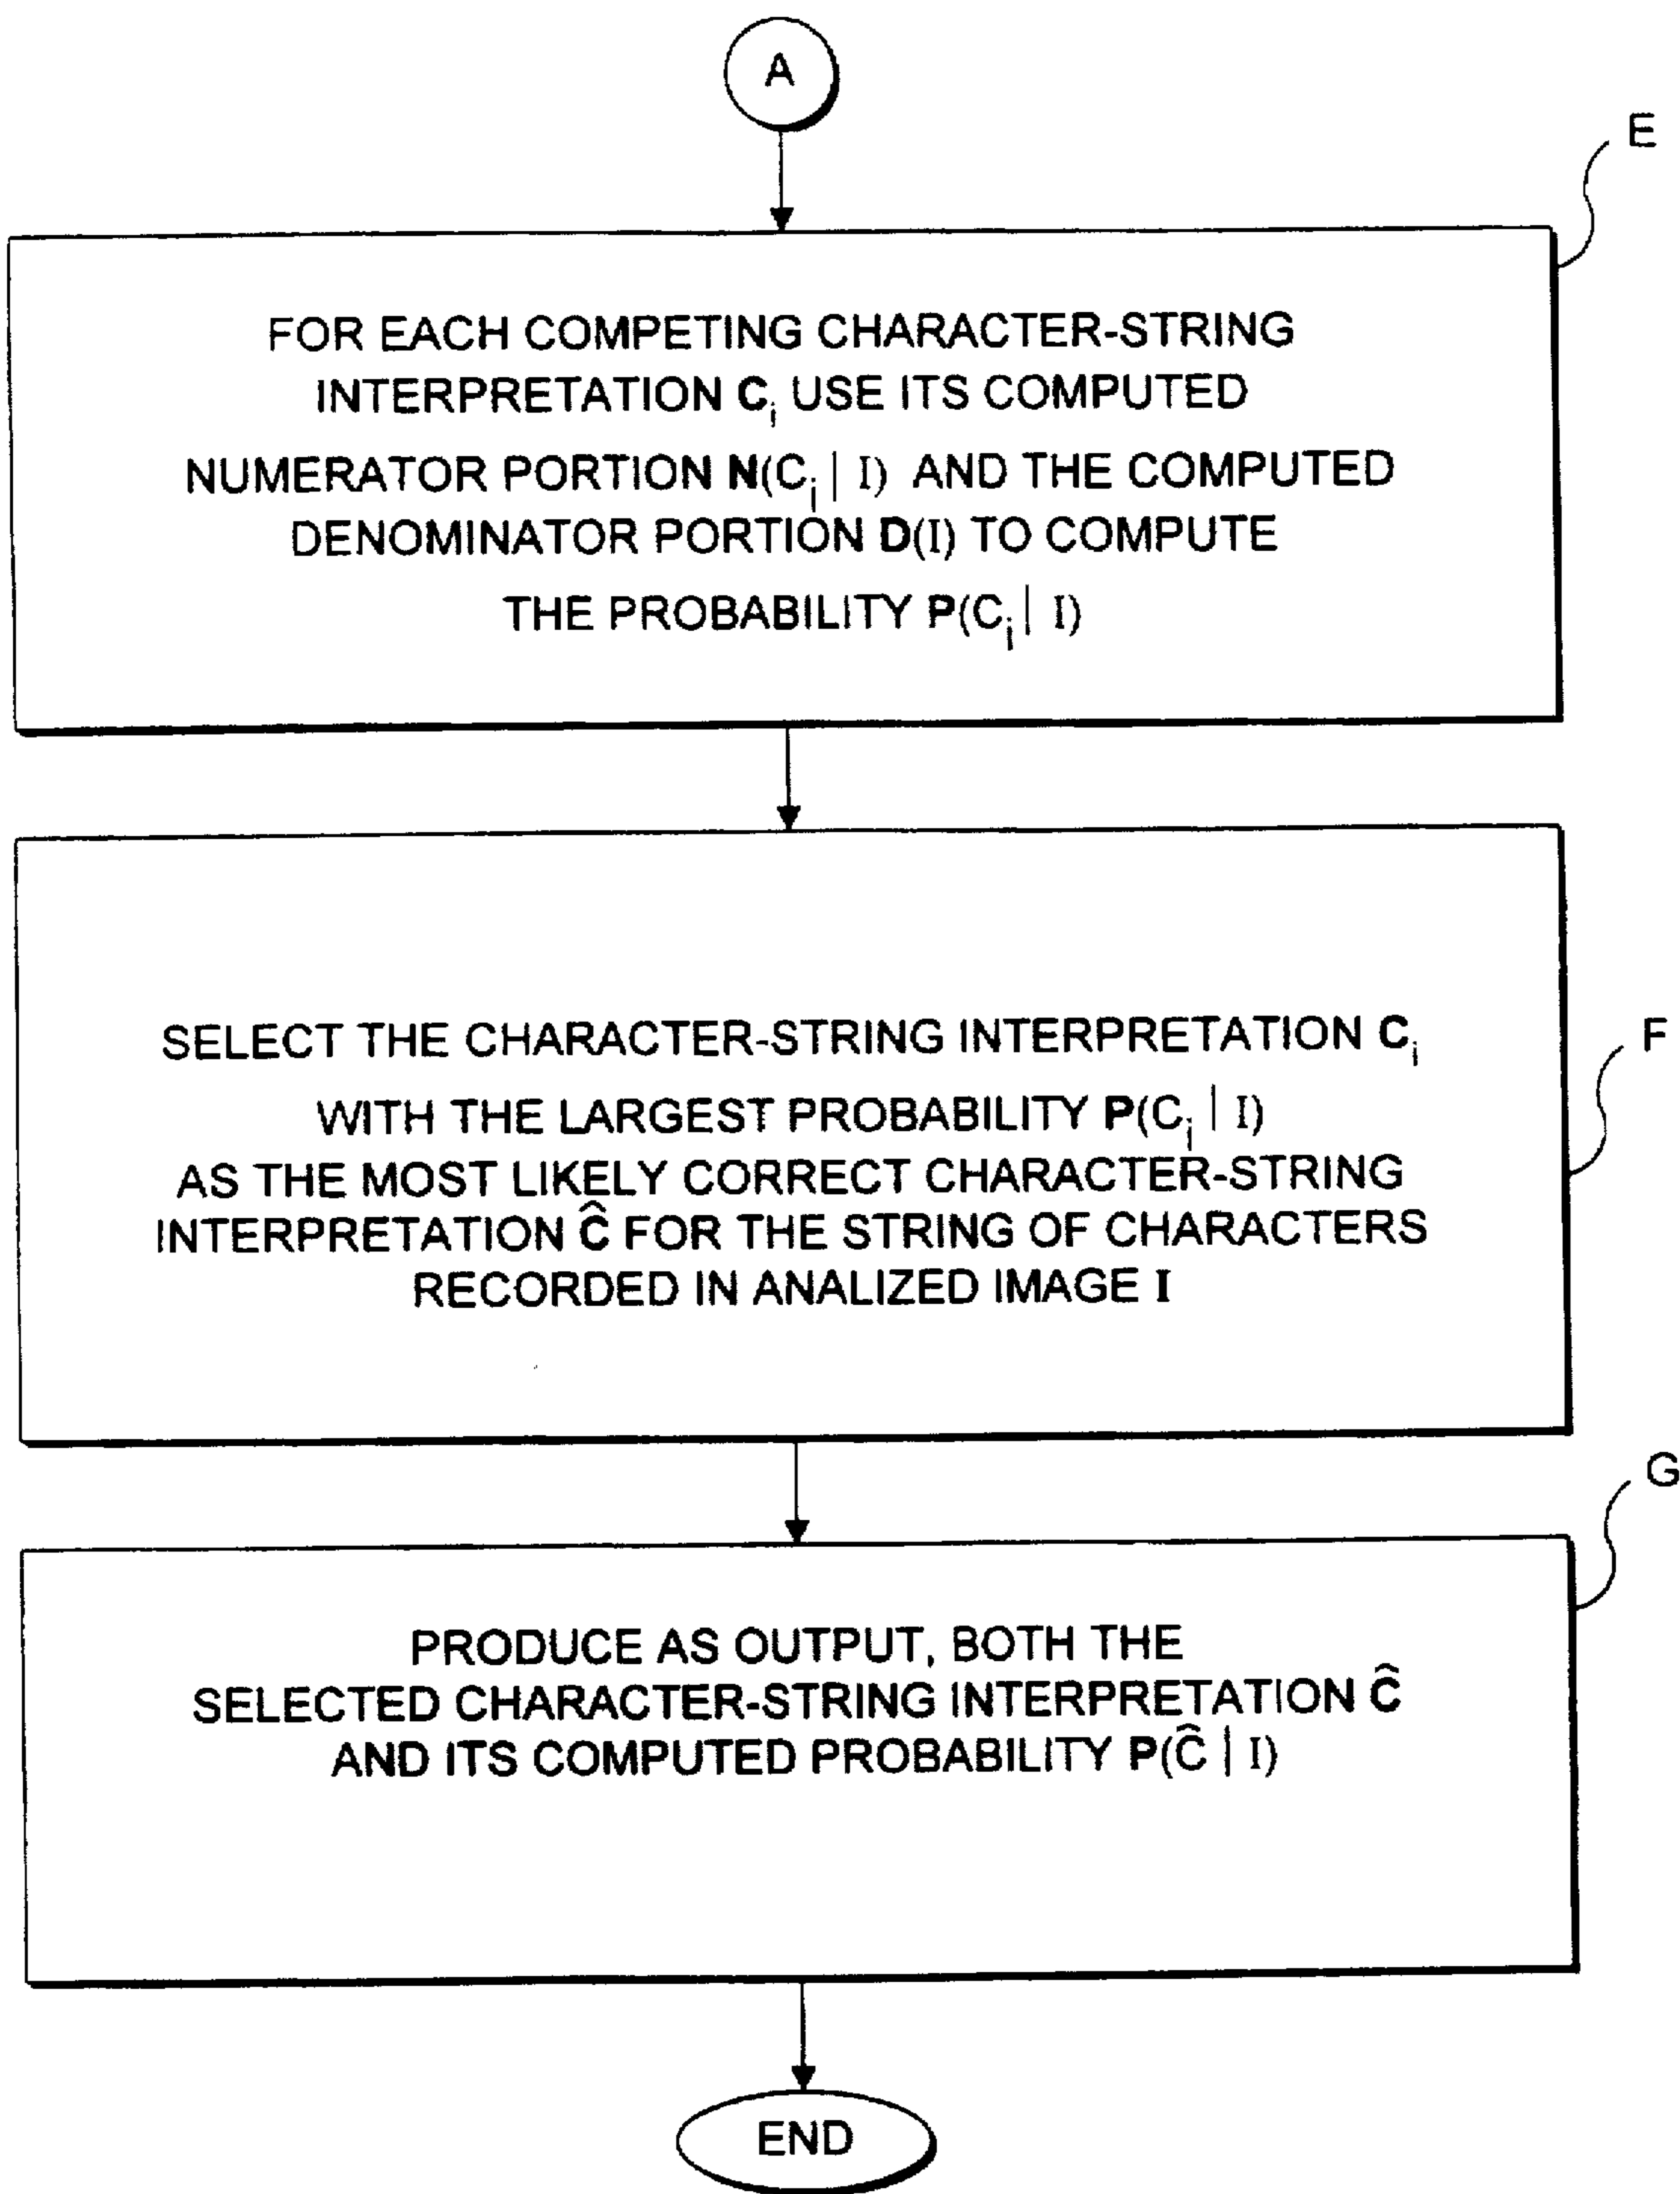 A
E
FOR EACH COMPETING CHARACTER-STRING
INTERPRETATION Cᵢ USE ITS COMPUTED
NUMERATOR PORTION N(Cᵢ | I) AND THE COMPUTED
DENOMINATOR PORTION D(I) TO COMPUTE
THE PROBABILITY P(Cᵢ | I)
SELECT THE CHARACTER-STRING INTERPRETATION Cᵢ
F
WITH THE LARGEST PROBABILITY P(Cᵢ | I)
AS THE MOST LIKELY CORRECT CHARACTER-STRING
INTERPRETATION Ĉ FOR THE STRING OF CHARACTERS
RECORDED IN ANALIZED IMAGE I
G
PRODUCE AS OUTPUT, BOTH THE
SELECTED CHARACTER-STRING INTERPRETATION Ĉ
AND ITS COMPUTED PROBABILITY P(Ĉ | I)
END